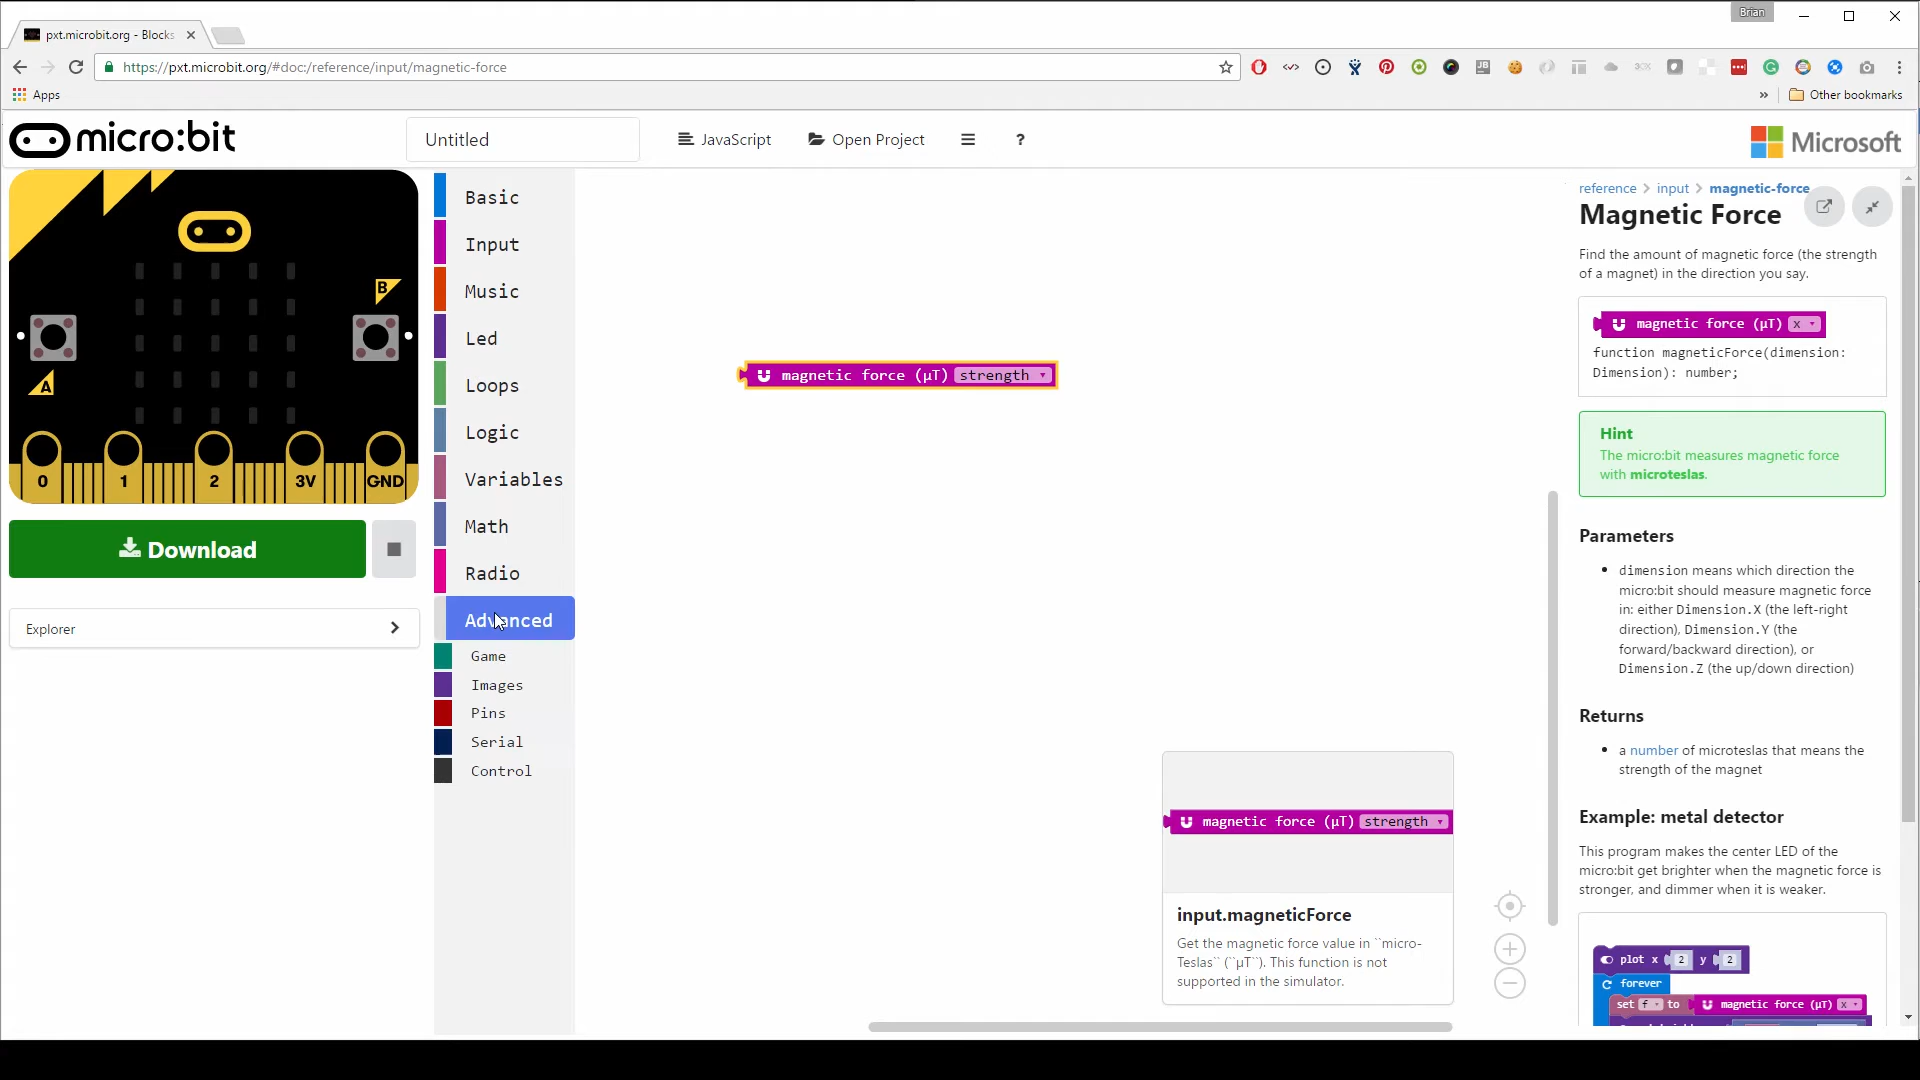 Brian
pxt.microbit.org - Blocks
https://pxt.microbit.org/#doc:/reference/input/magnetic-force
Apps
Other bookmarks
micro:bit
Untitled
JavaScript
Open Project
?
Microsoft
B
A
0
1
2
3V
GND
Download
Explorer
Basic
Input
Music
Led
Loops
Logic
Variables
Math
Radio
Advanced
Game
Images
Pins
Serial
Control
magnetic force (µT) strength
magnetic force (µT) strength
input.magneticForce
Get the magnetic force value in ``micro-
Teslas`` (``µT``). This function is not
supported in the simulator.
reference > input > magnetic-force
Magnetic Force
Find the amount of magnetic force (the strength
of a magnet) in the direction you say.
magnetic force (µT) x
function magneticForce(dimension:
Dimension): number;
Hint
The micro:bit measures magnetic force
with microteslas.
Parameters
dimension means which direction the
micro:bit should measure magnetic force
in: either Dimension.X (the left-right
direction), Dimension.Y (the
forward/backward direction), or
Dimension.Z (the up/down direction)
Returns
a number of microteslas that means the
strength of the magnet
Example: metal detector
This program makes the center LED of the
micro:bit get brighter when the magnetic force is
stronger, and dimmer when it is weaker.
plot x 2 y 2
forever
set f to magnetic force (µT) x